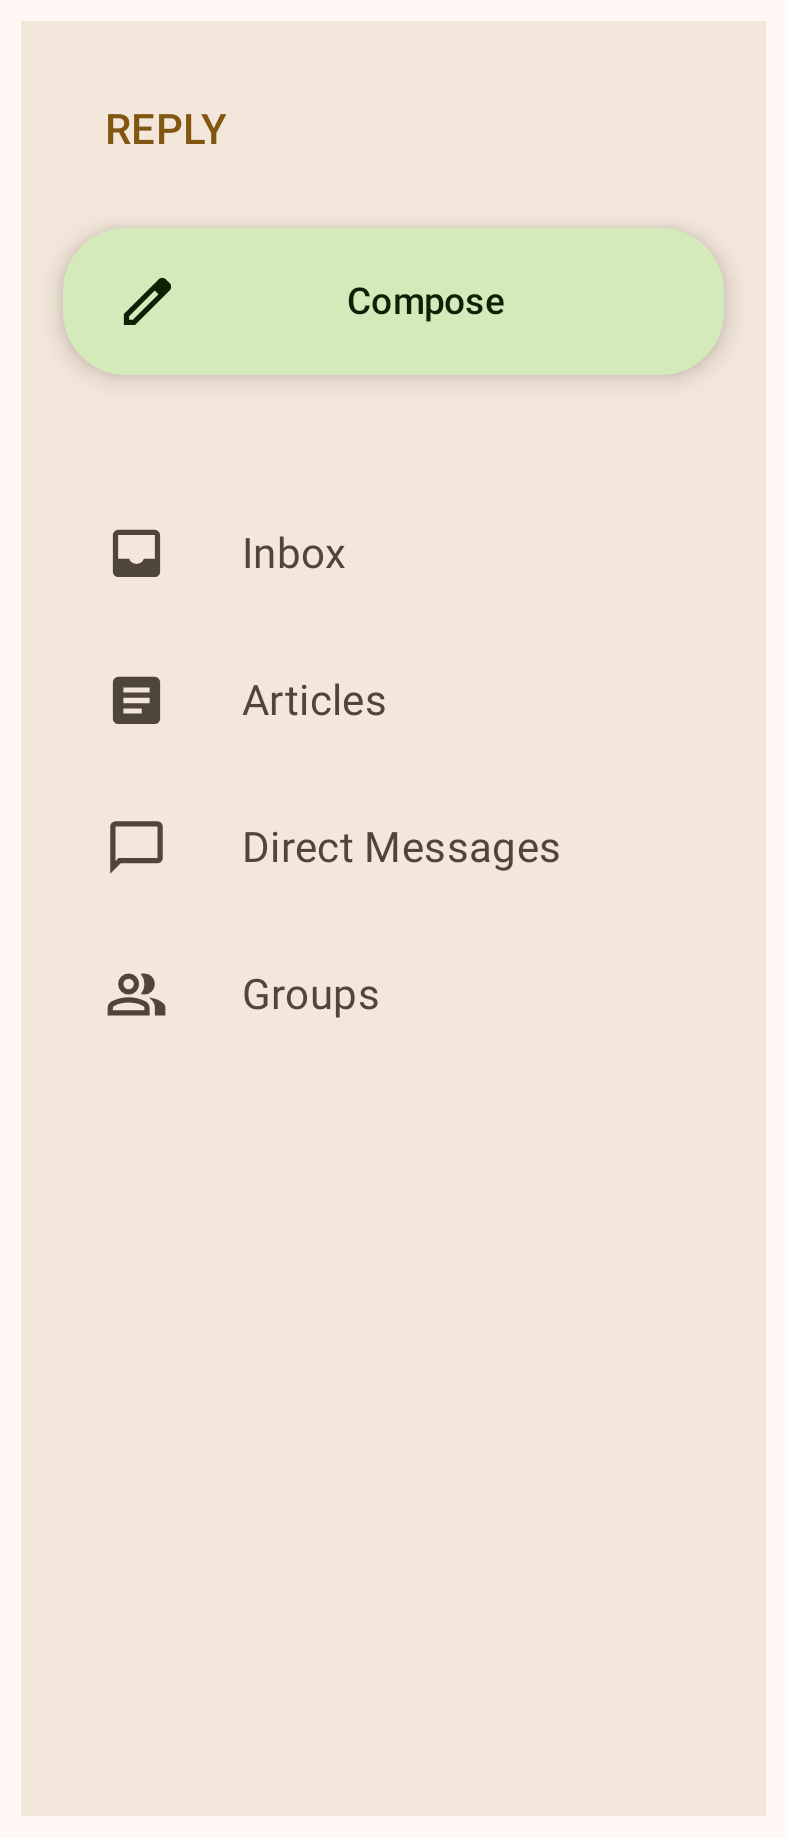 REPLY
Compose
Inbox
Articles
Direct Messages
Groups